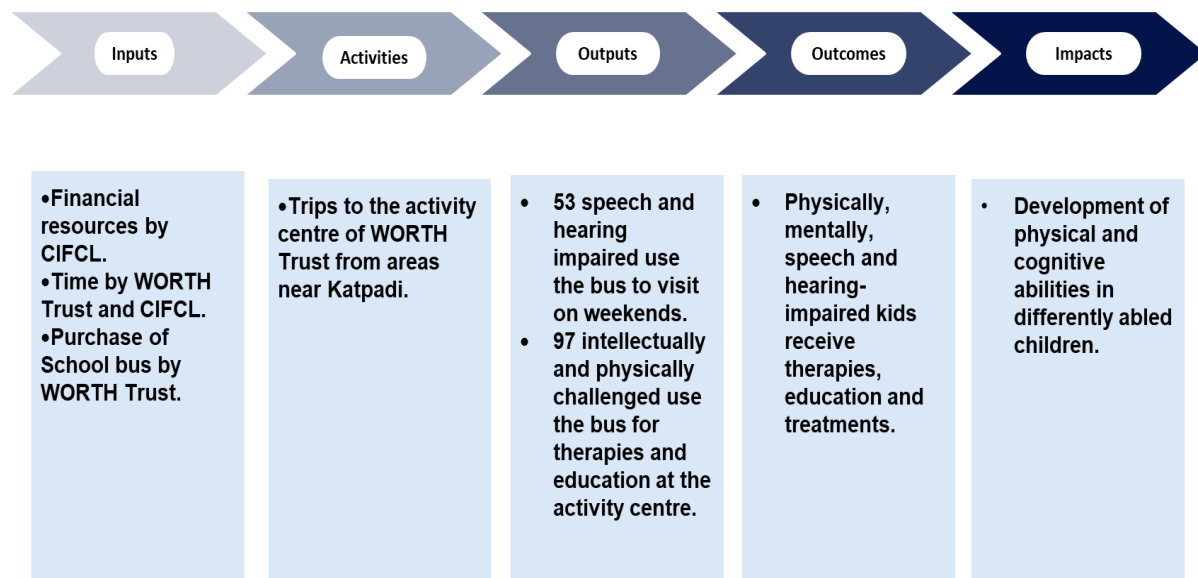 Inputs
Activities
Outputs
Outcomes
Impacts
•Financial
resources by
CIFCL.
•Time by WORTH
Trust and CIFCL.
•Purchase of
School bus by
WORTH Trust.
•Trips to the activity
centre of WORTH
Trust from areas
near Katpadi.
• 53 speech and
hearing
impaired use
the bus to visit
on weekends.
• 97 intellectually
and physically
challenged use
the bus for
therapies and
education at the
activity centre.
• Physically,
mentally,
speech and
hearing-
impaired kids
receive
therapies,
education and
treatments.
• Development of
physical and
cognitive
abilities in
differently abled
children.